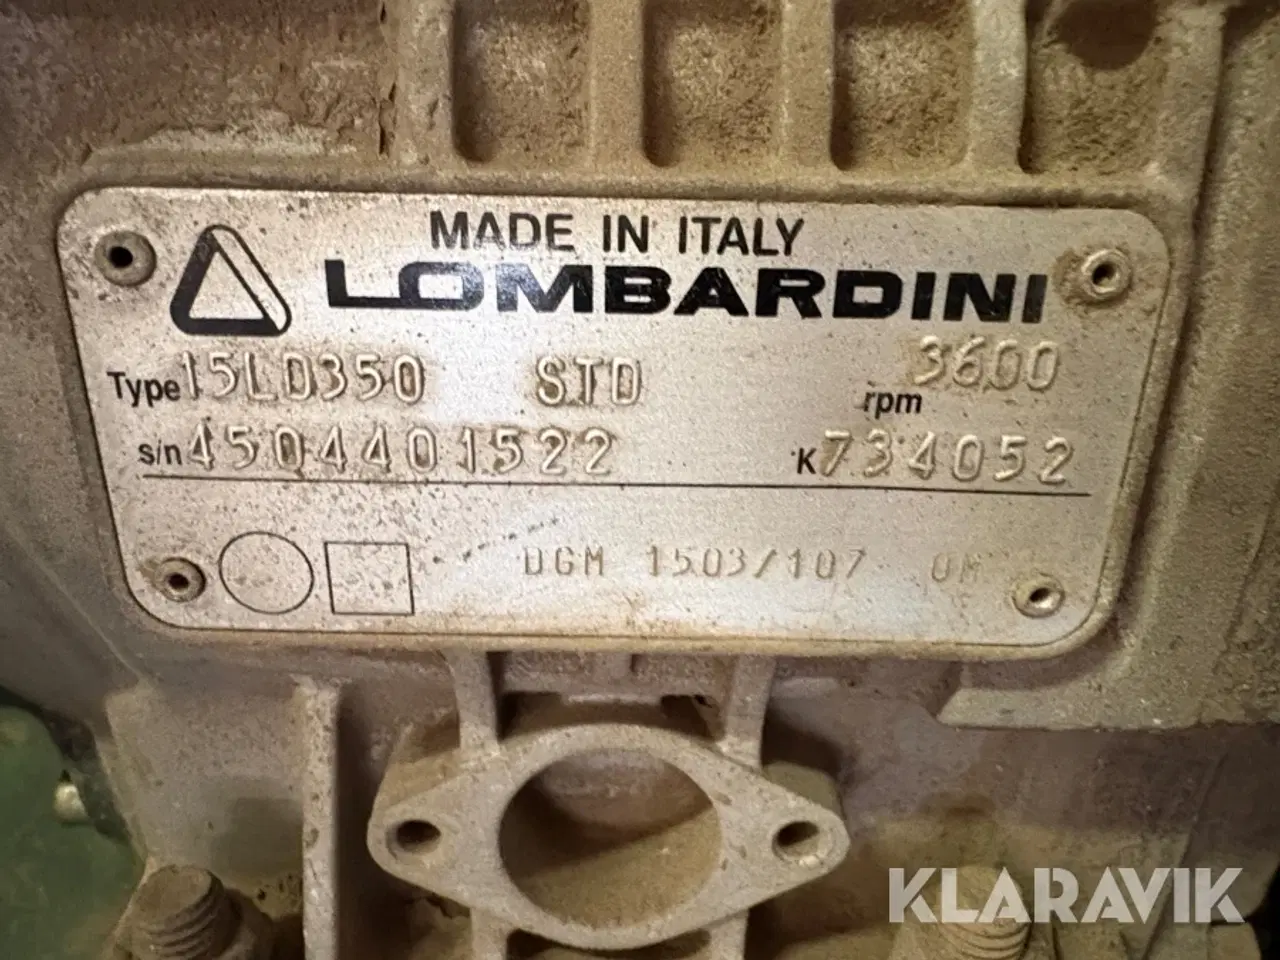 MADE IN ITALY
LOMBARDINI
Type 15LD350 STD rpm 3600
s/n 4504401522 K 734052
DGM 1503/107 OM
KLARAVIK